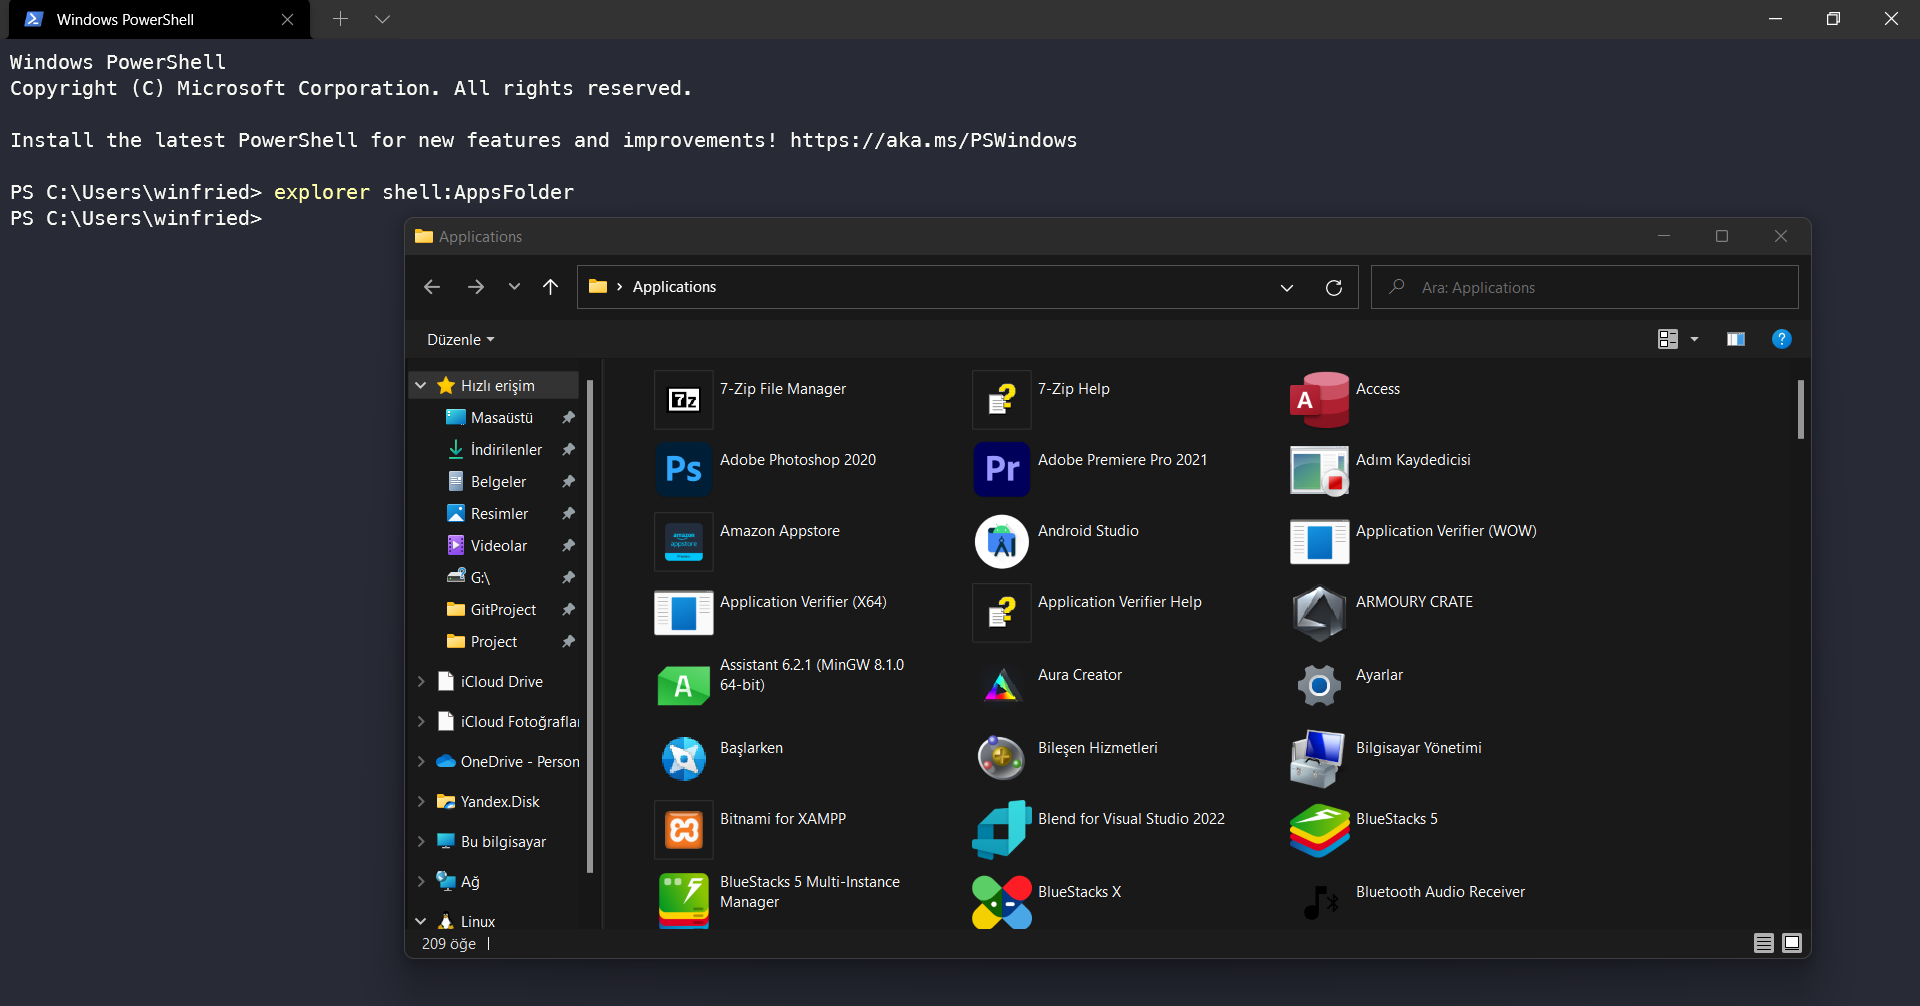 Windows PowerShell
Windows PowerShell
Copyright (C) Microsoft Corporation. All rights reserved.
Install the latest PowerShell for new features and improvements! https://aka.ms/PSWindows
PS C:\Users\winfried> explorer shell:AppsFolder
PS C:\Users\winfried>
Applications
Applications
Ara: Applications
Düzenle
Hızlı erişim
Masaüstü
İndirilenler
Belgeler
Resimler
Videolar
G:\
GitProject
Project
iCloud Drive
iCloud Fotoğraflar
OneDrive - Person
Yandex.Disk
Bu bilgisayar
Ağ
Linux
7-Zip File Manager
7-Zip Help
Access
Adobe Photoshop 2020
Adobe Premiere Pro 2021
Adım Kaydedicisi
Amazon Appstore
Android Studio
Application Verifier (WOW)
Application Verifier (X64)
Application Verifier Help
ARMOURY CRATE
Assistant 6.2.1 (MinGW 8.1.0
64-bit)
Aura Creator
Ayarlar
Başlarken
Bileşen Hizmetleri
Bilgisayar Yönetimi
Bitnami for XAMPP
Blend for Visual Studio 2022
BlueStacks 5
BlueStacks 5 Multi-Instance
Manager
BlueStacks X
Bluetooth Audio Receiver
209 öğe